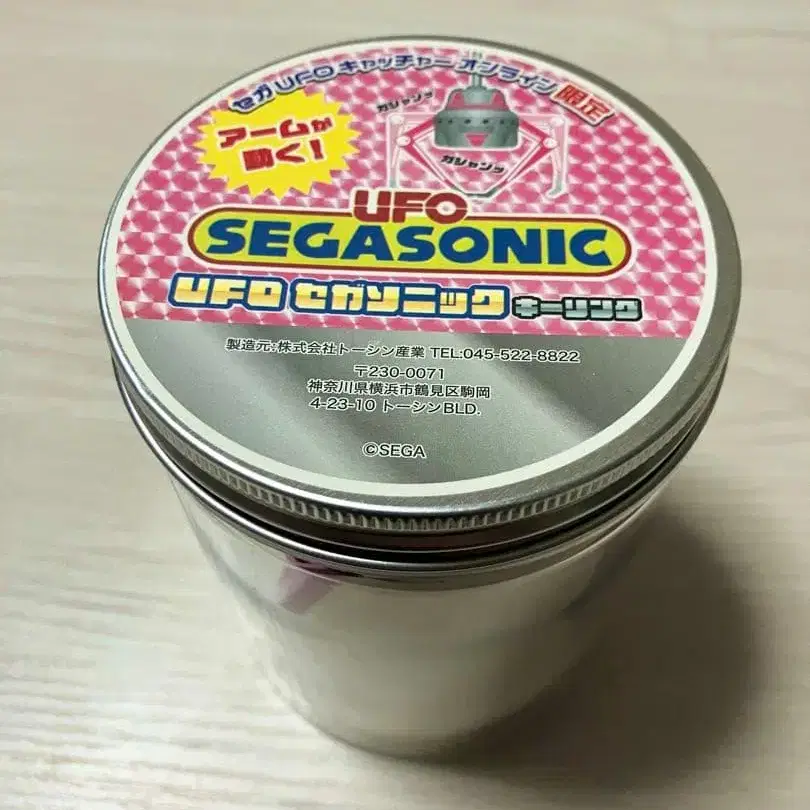 セガUFOキャッチャー オンライン限定
アームが
動く!
ガシャンッ
ガシャンッ
UFO
SEGASONIC
UFO セガソニック キーリング
製造元:株式会社トーシン産業 TEL:045-522-8822
〒230-0071
神奈川県横浜市鶴見区駒岡
4-23-10 トーシンBLD.
©SEGA